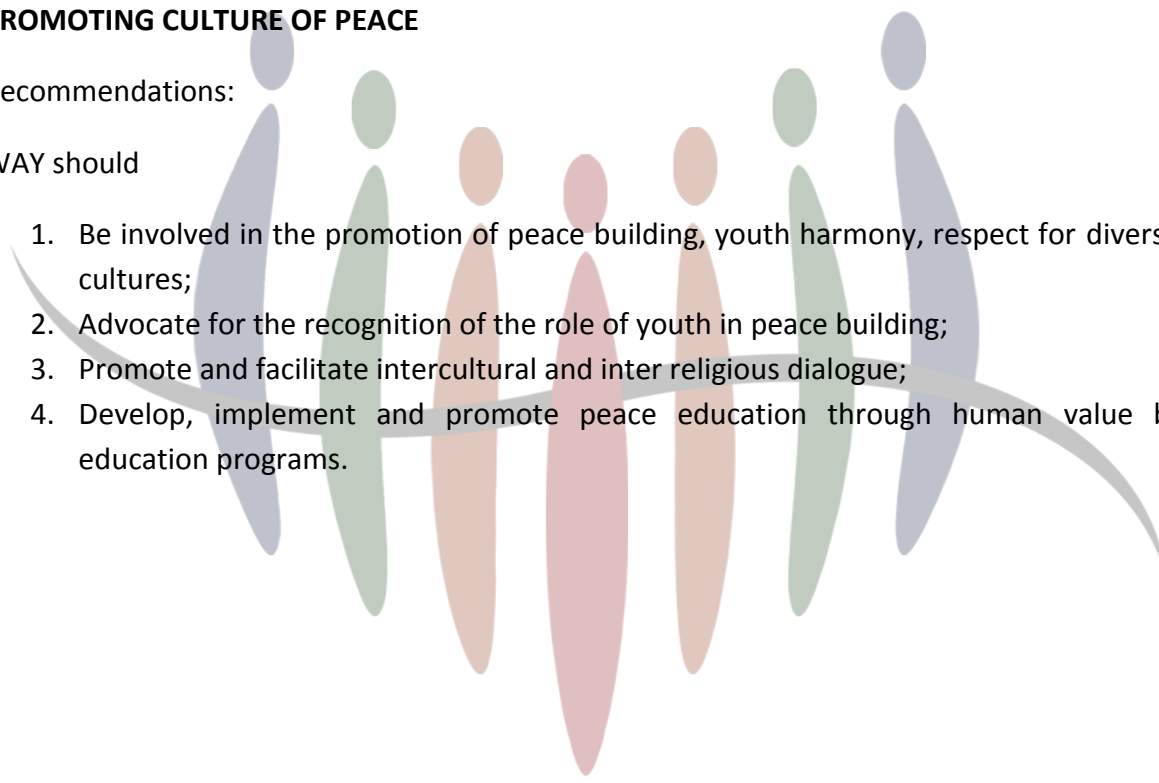 ROMOTING CULTURE OF PEACE
ecommendations:
WAY should
1. Be involved in the promotion of peace building, youth harmony, respect for divers
cultures;
2. Advocate for the recognition of the role of youth in peace building;
3. Promote and facilitate intercultural and inter religious dialogue;
4. Develop, implement and promote peace education through human value b
education programs.